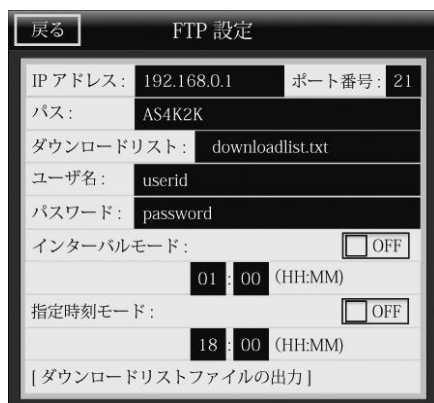 戻る FTP 設定
IP アドレス : 192.168.0.1 ポート番号 : 21
パス : AS4K2K
ダウンロードリスト : downloadlist.txt
ユーザ名 : userid
パスワード : password
インターバルモード : OFF
01 : 00 (HH:MM)
指定時刻モード : OFF
18 : 00 (HH:MM)
[ ダウンロードリストファイルの出力 ]